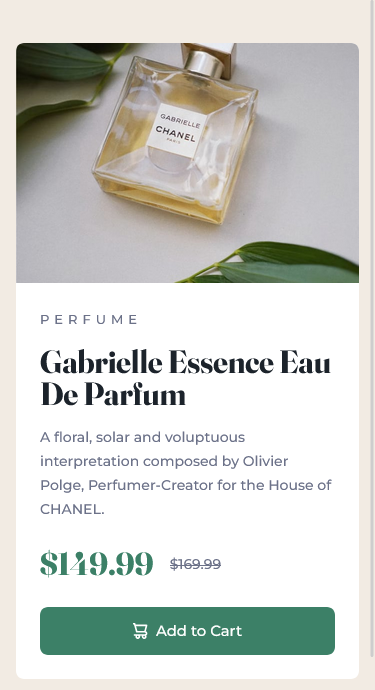 GABRIELLE
CHANEL
PARIS
PERFUME
Gabrielle Essence Eau
De Parfum
A floral, solar and voluptuous
interpretation composed by Olivier
Polge, Perfumer-Creator for the House of
CHANEL.
$149.99 $169.99
Add to Cart